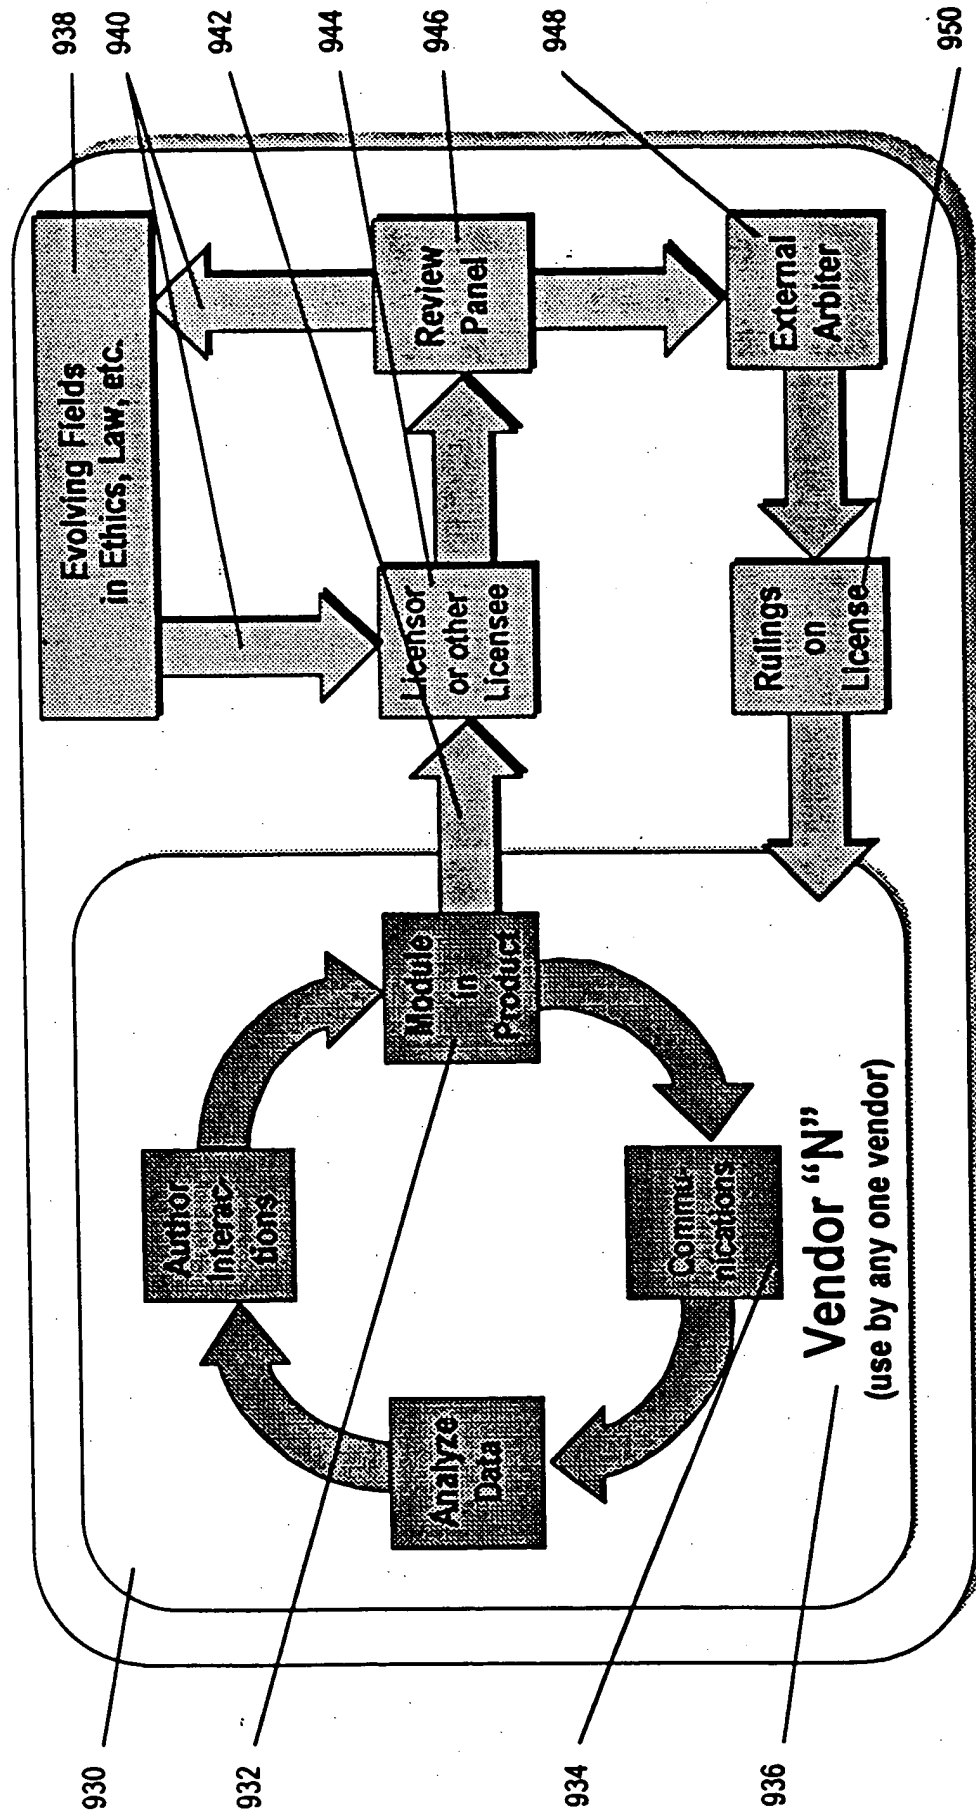 938
940
942
944
946
948
950
Evolving Fields
in Ethics, Law, etc.
Author
Interac-
tions
Analyze
Data
Module
in
Product
Licensor
or other
Licensee
Review
Panel
Commu-
nications
Rulings
on
License
External
Arbiter
Vendor “N”
(use by any one vendor)
930
932
934
936